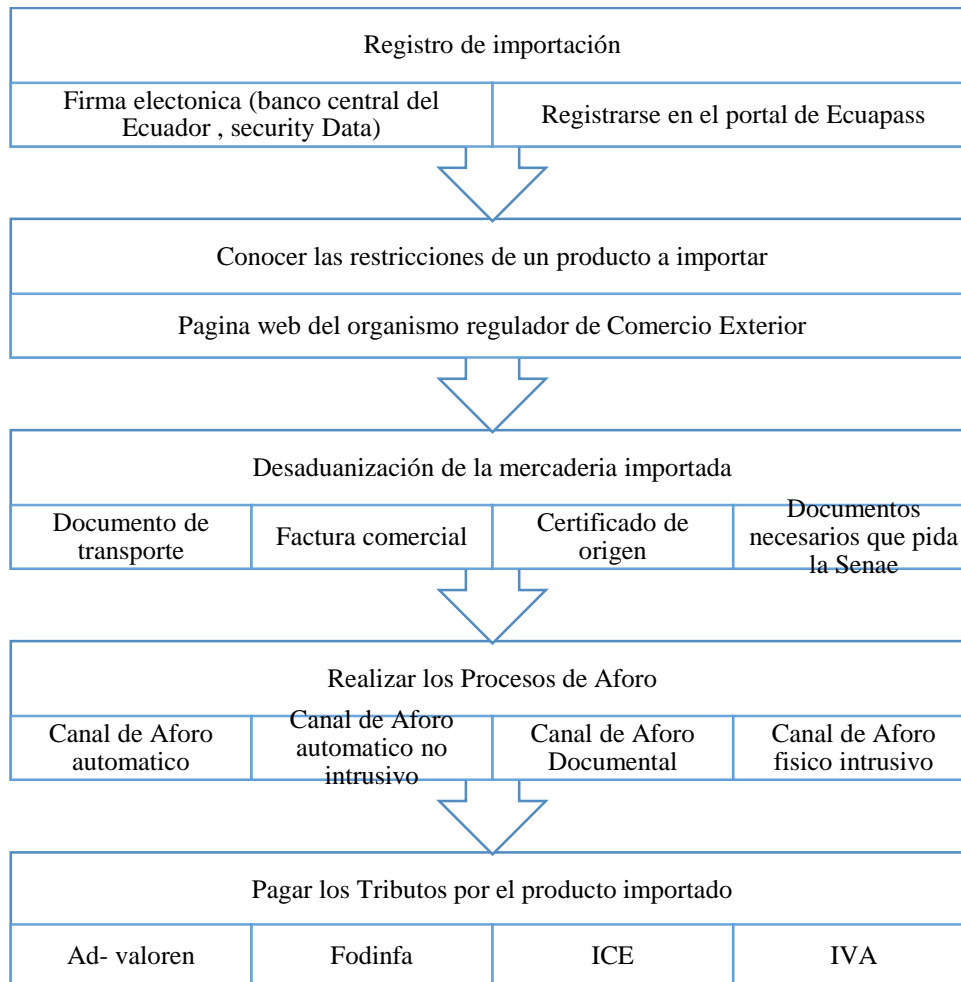 Registro de importación
Firma electonica (banco central del
Ecuador , security Data)
Registrarse en el portal de Ecuapass
Conocer las restricciones de un producto a importar
Pagina web del organismo regulador de Comercio Exterior
Desaduanización de la mercaderia importada
Documento de
transporte
Factura comercial
Certificado de
origen
Documentos
necesarios que pida
la Senae
Realizar los Procesos de Aforo
Canal de Aforo
automatico
Canal de Aforo
automatico no
intrusivo
Canal de Aforo
Documental
Canal de Aforo
fisico intrusivo
Pagar los Tributos por el producto importado
Ad- valoren
Fodinfa
ICE
IVA